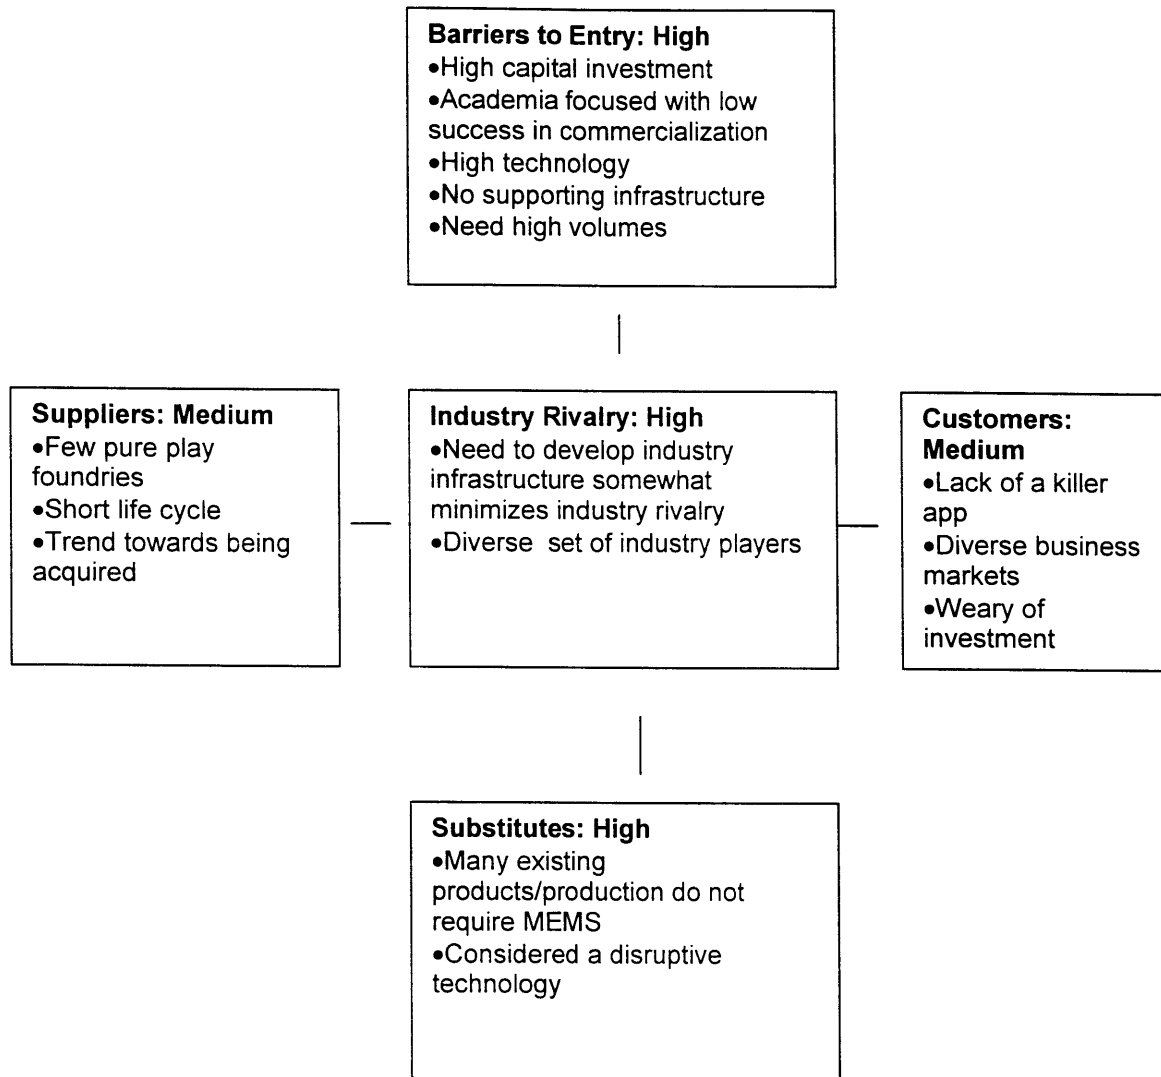 Barriers to Entry: High
•High capital investment
•Academia focused with low
success in commercialization
•High technology
•No supporting infrastructure
•Need high volumes
Suppliers: Medium
•Few pure play
foundries
•Short life cycle
•Trend towards being
acquired
Industry Rivalry: High
•Need to develop industry
infrastructure somewhat
minimizes industry rivalry
•Diverse set of industry players
Customers:
Medium
•Lack of a killer
app
•Diverse business
markets
•Weary of
investment
Substitutes: High
•Many existing
products/production do not
require MEMS
•Considered a disruptive
technology